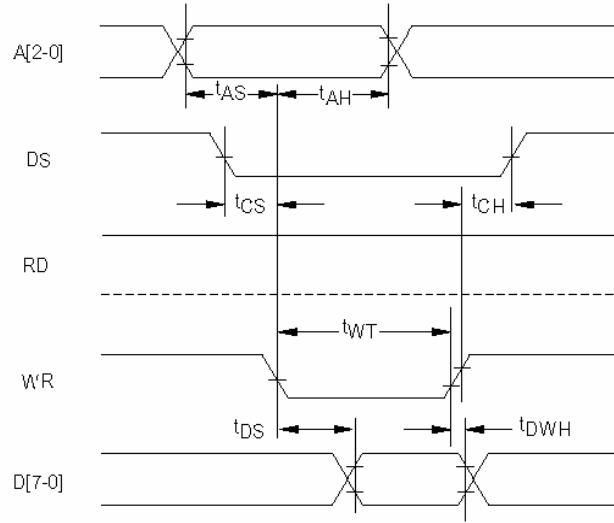 A[2-0]
tAS tAH
DS
tCS tCH
RD
tWT
WR
tDS tDWH
D[7-0]